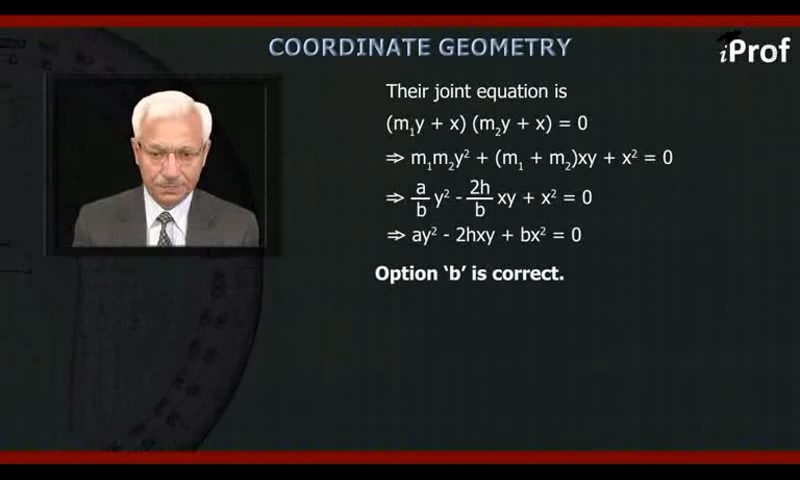 COORDINATE GEOMETRY
iProf
Their joint equation is
(m₁y + x) (m₂y + x) = 0
⇒ m₁m₂y² + (m₁ + m₂)xy + x² = 0
⇒ a/b y² - 2h/b xy + x² = 0
⇒ ay² - 2hxy + bx² = 0
Option ‘b’ is correct.